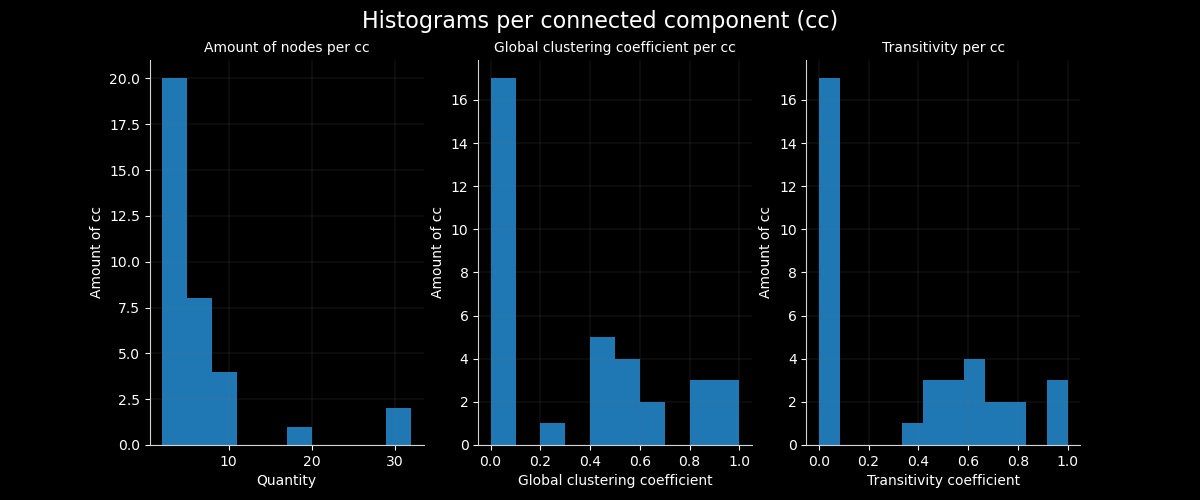 Histograms per connected component (cc)
Amount of nodes per cc
Global clustering coefficient per cc
Transitivity per cc
Amount of cc
20.0
17.5
15.0
12.5
10.0
7.5
5.0
2.5
0.0
10 20 30
Quantity
Amount of cc
16
14
12
10
8
6
4
2
0
0.0 0.2 0.4 0.6 0.8 1.0
Global clustering coefficient
Amount of cc
16
14
12
10
8
6
4
2
0
0.0 0.2 0.4 0.6 0.8 1.0
Transitivity coefficient